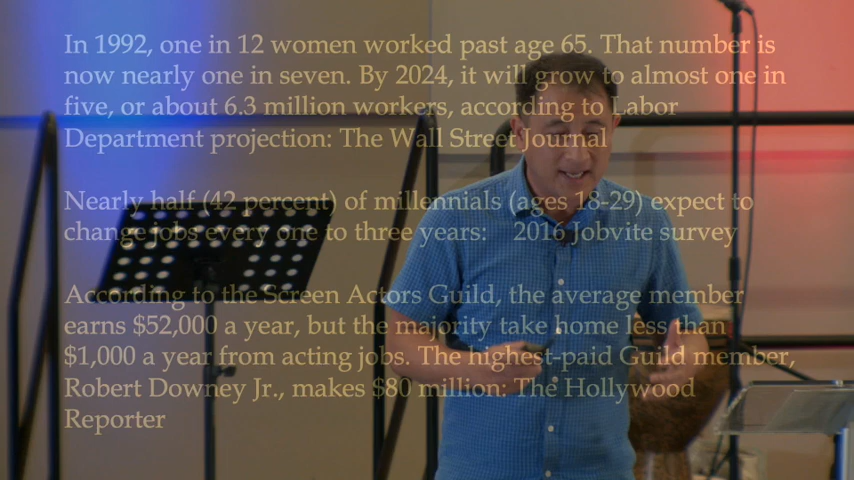 In 1992, one in 12 women worked past age 65. That number is
now nearly one in seven. By 2024, it will grow to almost one in
five, or about 6.3 million workers, according to Labor
Department projection: The Wall Street Journal
Nearly half (42 percent) of millennials (ages 18-29) expect to
change jobs every one to three years: 2016 Jobvite survey
According to the Screen Actors Guild, the average member
earns $52,000 a year, but the majority take home less than
$1,000 a year from acting jobs. The highest-paid Guild member,
Robert Downey Jr., makes $80 million: The Hollywood
Reporter